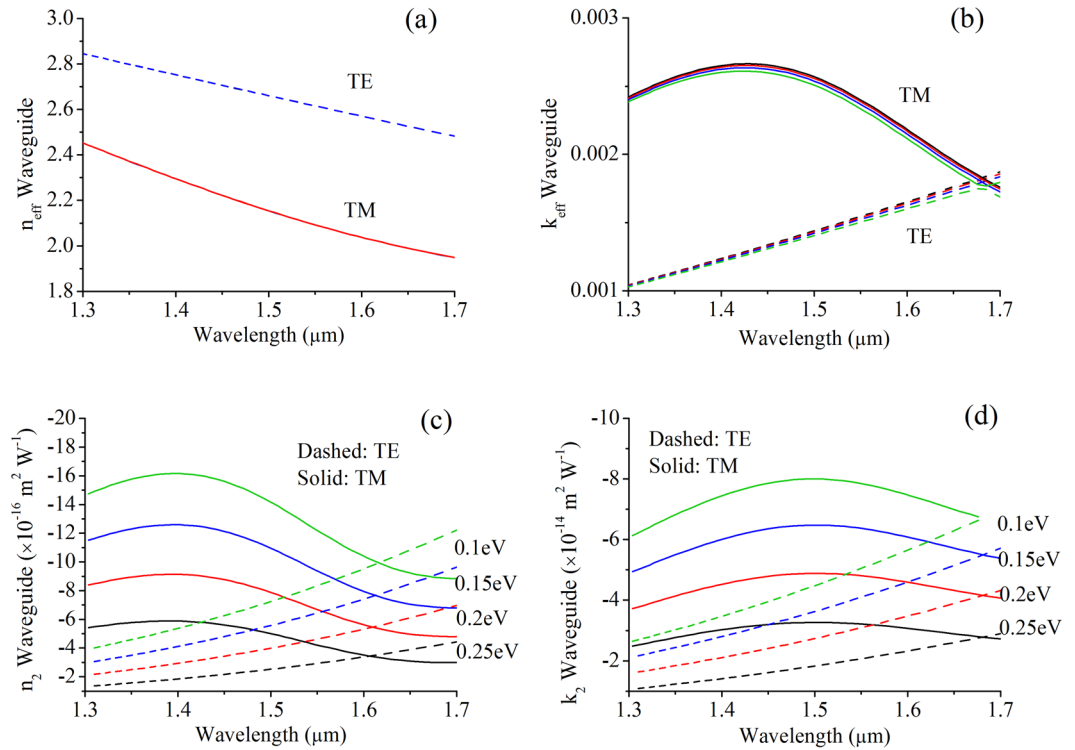 (a)
3.0
2.8
2.6
2.4
2.2
2.0
1.8
n_eff Waveguide
TE
TM
1.3 1.4 1.5 1.6 1.7
Wavelength (μm)
(b)
0.003
0.002
0.001
k_eff Waveguide
TM
TE
1.3 1.4 1.5 1.6 1.7
Wavelength (μm)
(c)
-20
-18
-16
-14
-12
-10
-8
-6
-4
-2
n_2 Waveguide (×10^-16 m^2 W^-1)
Dashed: TE
Solid: TM
0.1eV
0.15eV
0.2eV
0.25eV
1.3 1.4 1.5 1.6 1.7
Wavelength (μm)
(d)
-10
-8
-6
-4
-2
k_2 Waveguide (×10^-14 m^2 W^-1)
Dashed: TE
Solid: TM
0.1eV
0.15eV
0.2eV
0.25eV
1.3 1.4 1.5 1.6 1.7
Wavelength (μm)